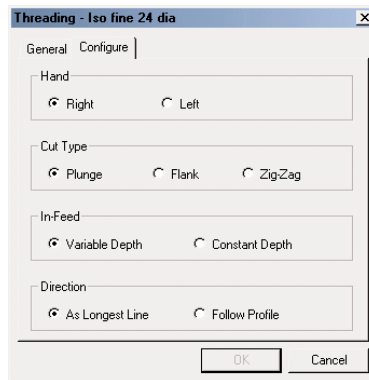 Threading - Iso fine 24 dia
General Configure
Hand
Right Left
Cut Type
Plunge Flank Zig-Zag
In-Feed
Variable Depth Constant Depth
Direction
As Longest Line Follow Profile
OK Cancel